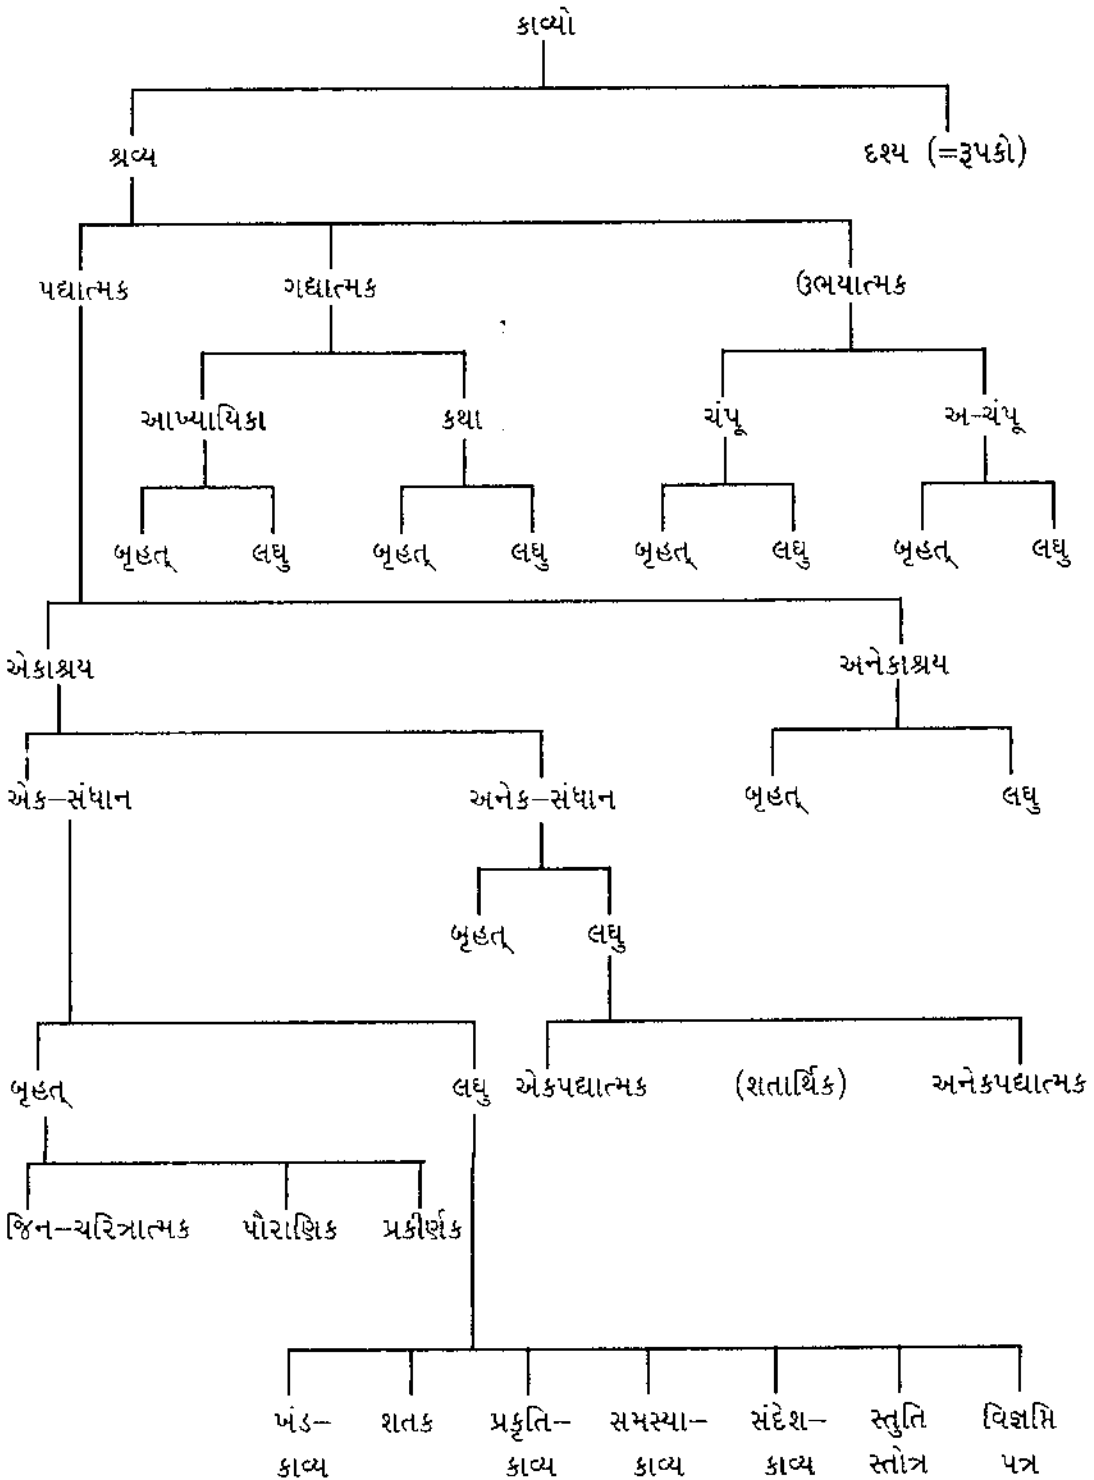 કાવ્યો
શ્રવ્ય દશ્ય (=રૂપકો)
પદ્યાત્મક ગદ્યાત્મક ઉભયાત્મક
આખ્યાયિકા કથા ચંપૂ અ–ચંપૂ
બૃહત્ લઘુ બૃહત્ લઘુ બૃહત્ લઘુ બૃહત્ લઘુ
એકાશ્રય અનેકાશ્રય
એક–સંધાન અનેક–સંધાન બૃહત્ લઘુ
બૃહત્ લઘુ
બૃહત્ લઘુ એકપદ્યાત્મક (શતાર્થિક) અનેકપદ્યાત્મક
જિન–ચરિત્રાત્મક પૌરાણિક પ્રકીર્ણક
ખંડ– શતક પ્રકૃતિ– સમસ્યા– સંદેશ– સ્તુતિ વિજ્ઞપ્તિ
કાવ્ય કાવ્ય કાવ્ય કાવ્ય સ્તોત્ર પત્ર